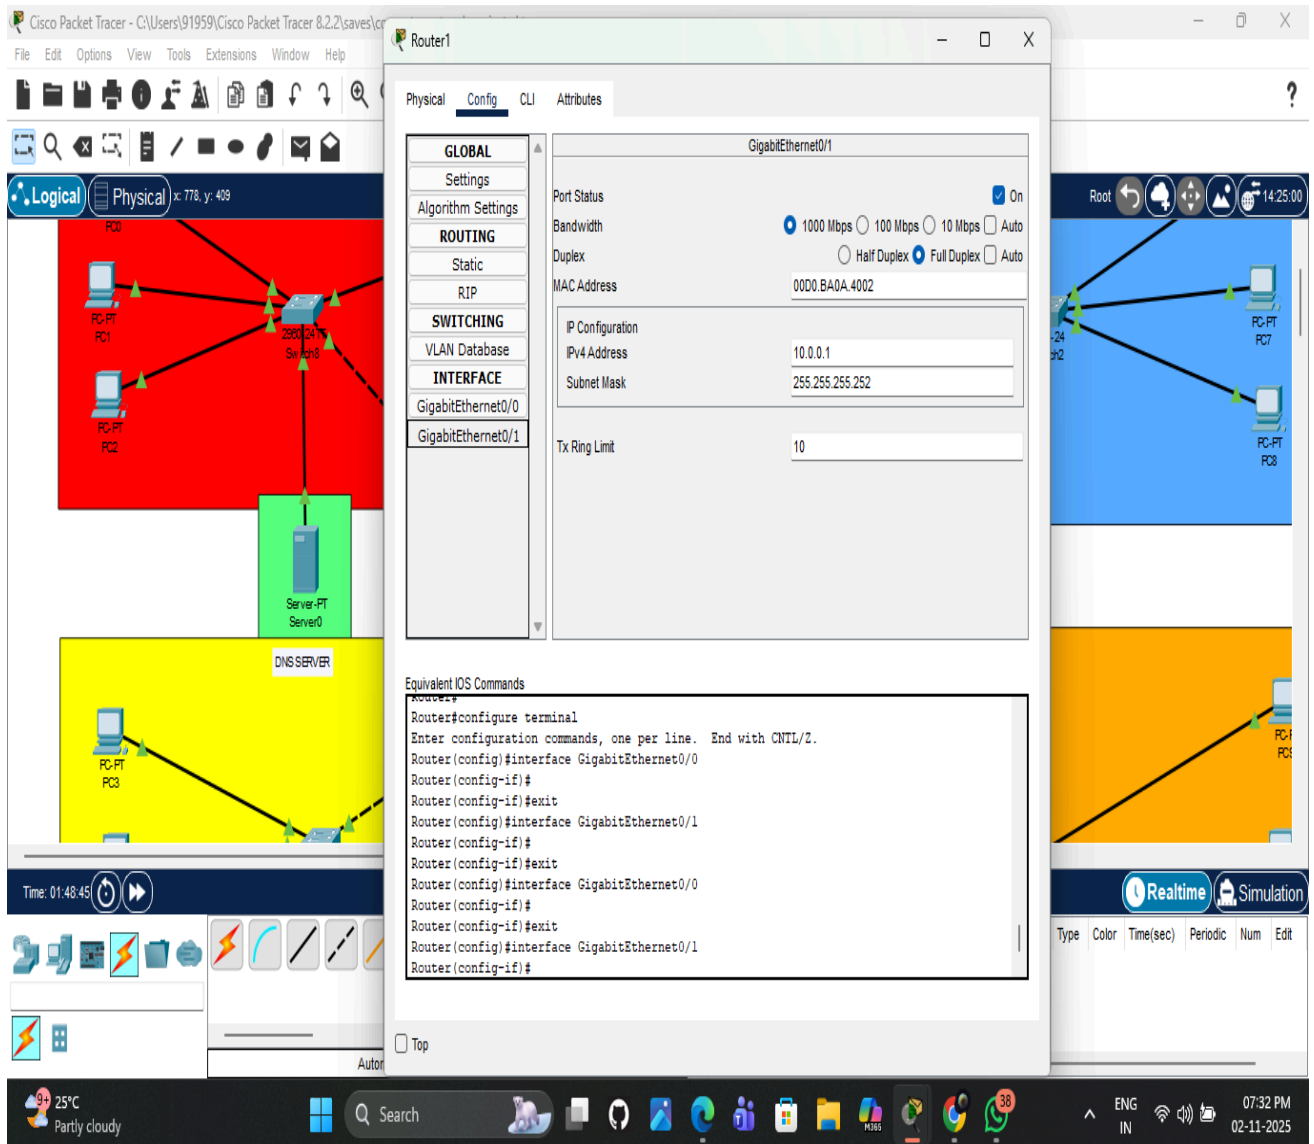 Cisco Packet Tracer - C:\Users\91959\Cisco Packet Tracer 8.2.2\saves\co
File Edit Options View Tools Extensions Window Help
?
Logical Physical x: 778, y: 409
Root 14:25:00
Router1
Physical Config CLI Attributes
GLOBAL
Settings
Algorithm Settings
ROUTING
Static
RIP
SWITCHING
VLAN Database
INTERFACE
GigabitEthernet0/0
GigabitEthernet0/1
GigabitEthernet0/1
Port Status On
Bandwidth 1000 Mbps 100 Mbps 10 Mbps Auto
Duplex Half Duplex Full Duplex Auto
MAC Address 00D0.BA0A.4002
IP Configuration
IPv4 Address 10.0.0.1
Subnet Mask 255.255.255.252
Tx Ring Limit 10
Equivalent IOS Commands
Router#
Router#configure terminal
Enter configuration commands, one per line. End with CNTL/Z.
Router(config)#interface GigabitEthernet0/0
Router(config-if)#
Router(config-if)#exit
Router(config)#interface GigabitEthernet0/1
Router(config-if)#
Router(config-if)#exit
Router(config)#interface GigabitEthernet0/0
Router(config-if)#
Router(config-if)#exit
Router(config)#interface GigabitEthernet0/1
Router(config-if)#
Top
PC0
PC-PT
PC1
PC-PT
PC2
Server-PT
Server0
DNS SERVER
PC-PT
PC3
PC-PT
PC7
PC-PT
PC8
Time: 01:48:45
Realtime Simulation
Type Color Time(sec) Periodic Num Edit
Autor
9+ 25°C
Partly cloudy
Search
M365
38
ENG
IN
07:32 PM
02-11-2025